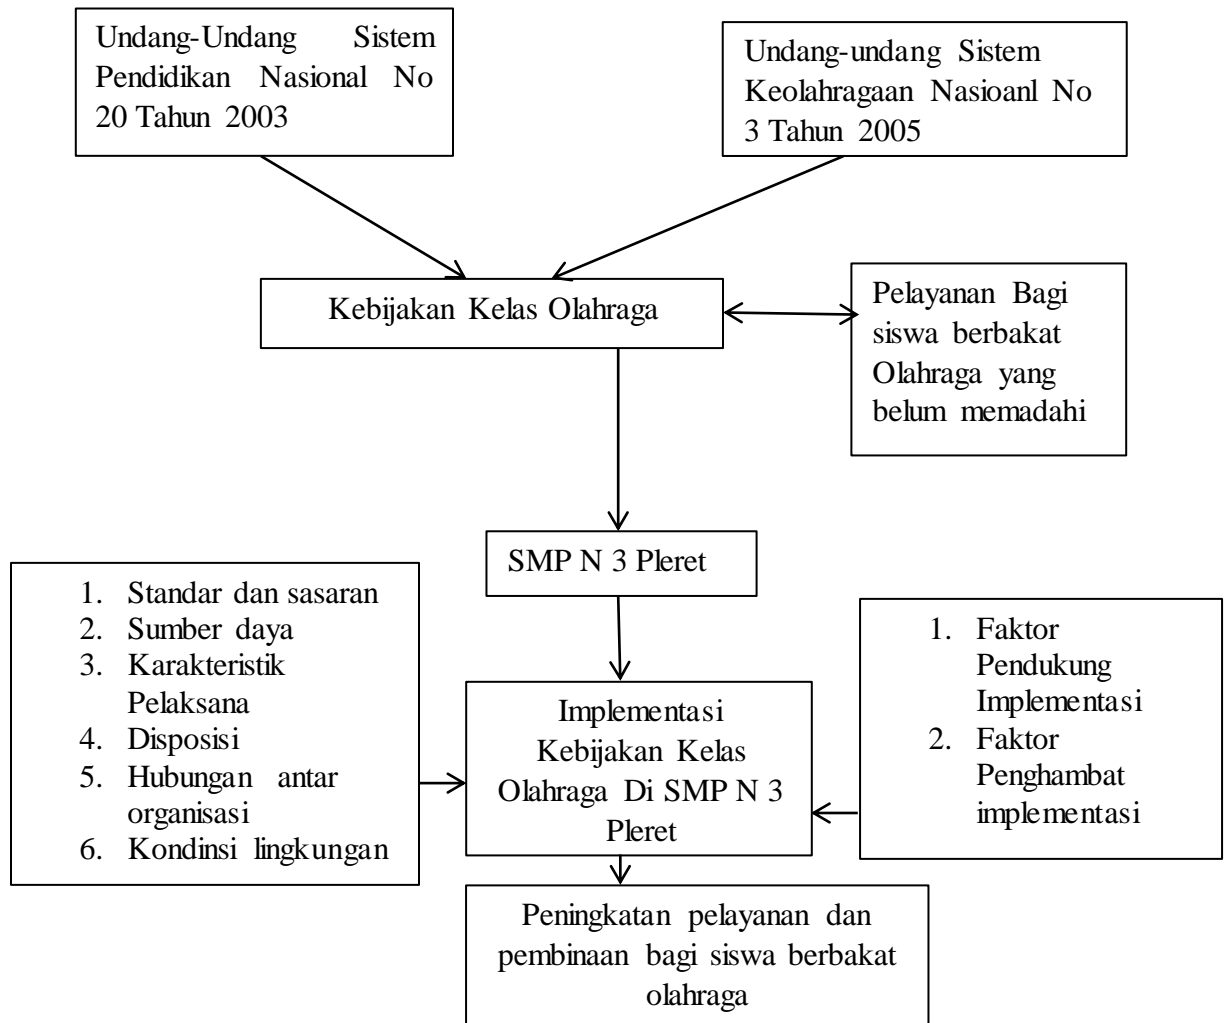 Undang-Undang Sistem
Pendidikan Nasional No
20 Tahun 2003
Undang-undang Sistem
Keolahragaan Nasioanl No
3 Tahun 2005
Kebijakan Kelas Olahraga
Pelayanan Bagi
siswa berbakat
Olahraga yang
belum memadahi
SMP N 3 Pleret
1. Standar dan sasaran
2. Sumber daya
3. Karakteristik
Pelaksana
4. Disposisi
5. Hubungan antar
organisasi
6. Kondinsi lingkungan
Implementasi
Kebijakan Kelas
Olahraga Di SMP N 3
Pleret
1. Faktor
Pendukung
Implementasi
2. Faktor
Penghambat
implementasi
Peningkatan pelayanan dan
pembinaan bagi siswa berbakat
olahraga